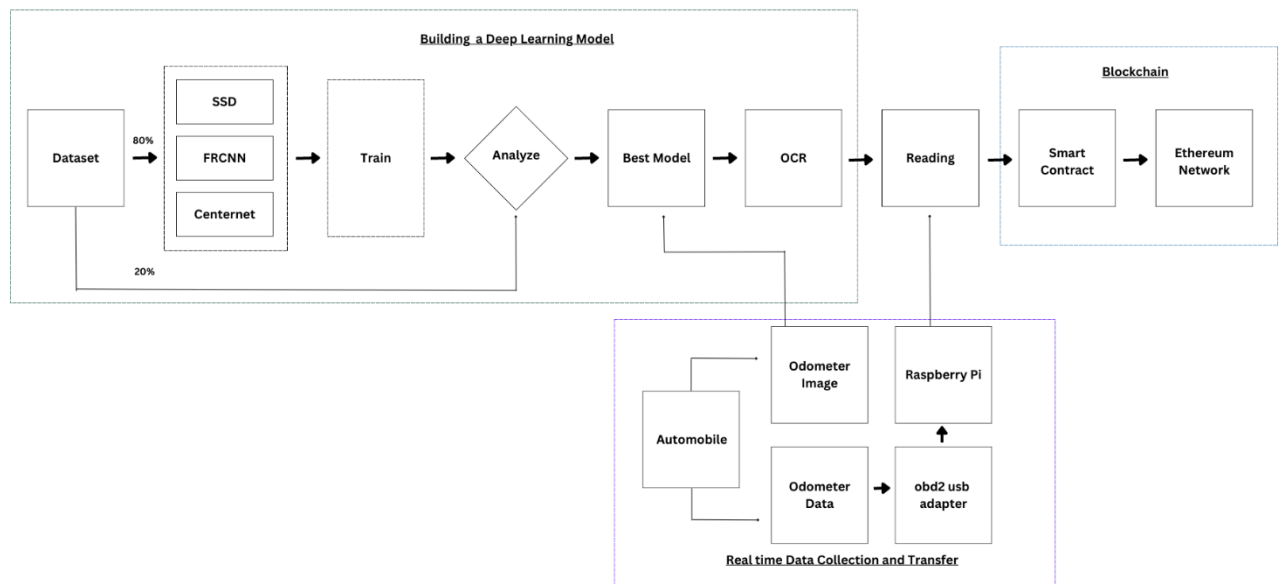 Building a Deep Learning Model
Blockchain
Dataset
80%
SSD
FRCNN
Centernet
Train
Analyze
Best Model
OCR
Reading
Smart
Contract
Ethereum
Network
20%
Automobile
Odometer
Image
Raspberry Pi
Odometer
Data
obd2 usb
adapter
Real time Data Collection and Transfer